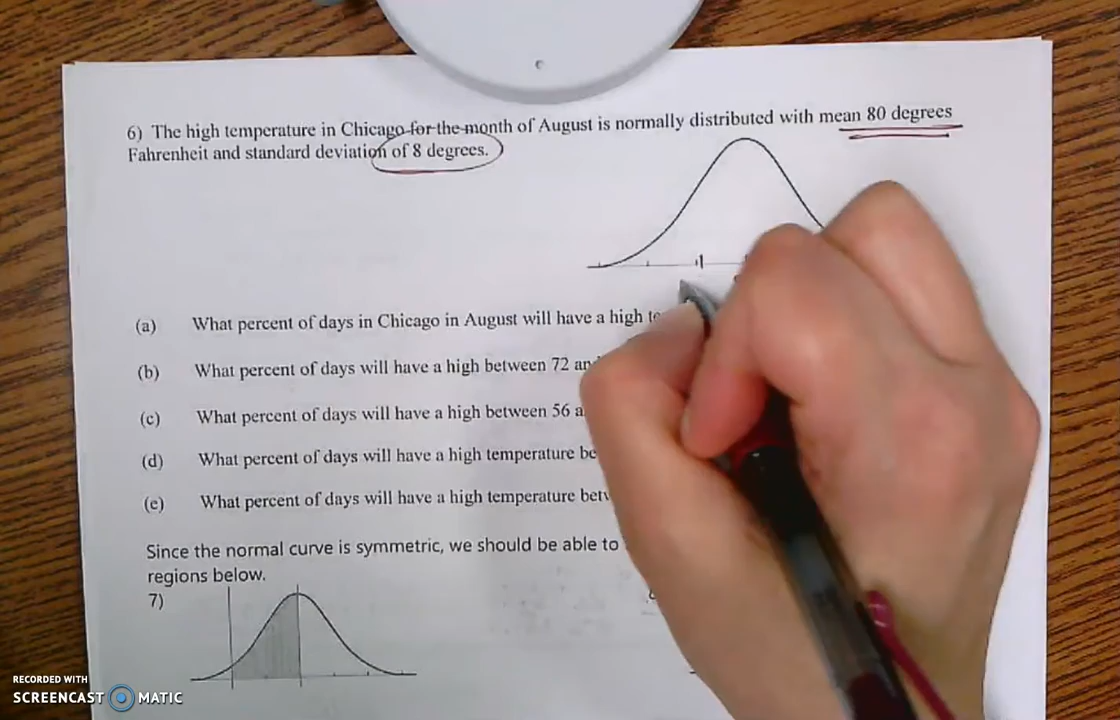 6) The high temperature in Chicago for the month of August is normally distributed with mean 80 degrees
Fahrenheit and standard deviation of 8 degrees.
(a) What percent of days in Chicago in August will have a high
(b) What percent of days will have a high between 72
(c) What percent of days will have a high between 56
(d) What percent of days will have a high temperature
(e) What percent of days will have a high temperature
Since the normal curve is symmetric, we should be able to
regions below.
7)
RECORDED WITH
SCREENCAST MATIC